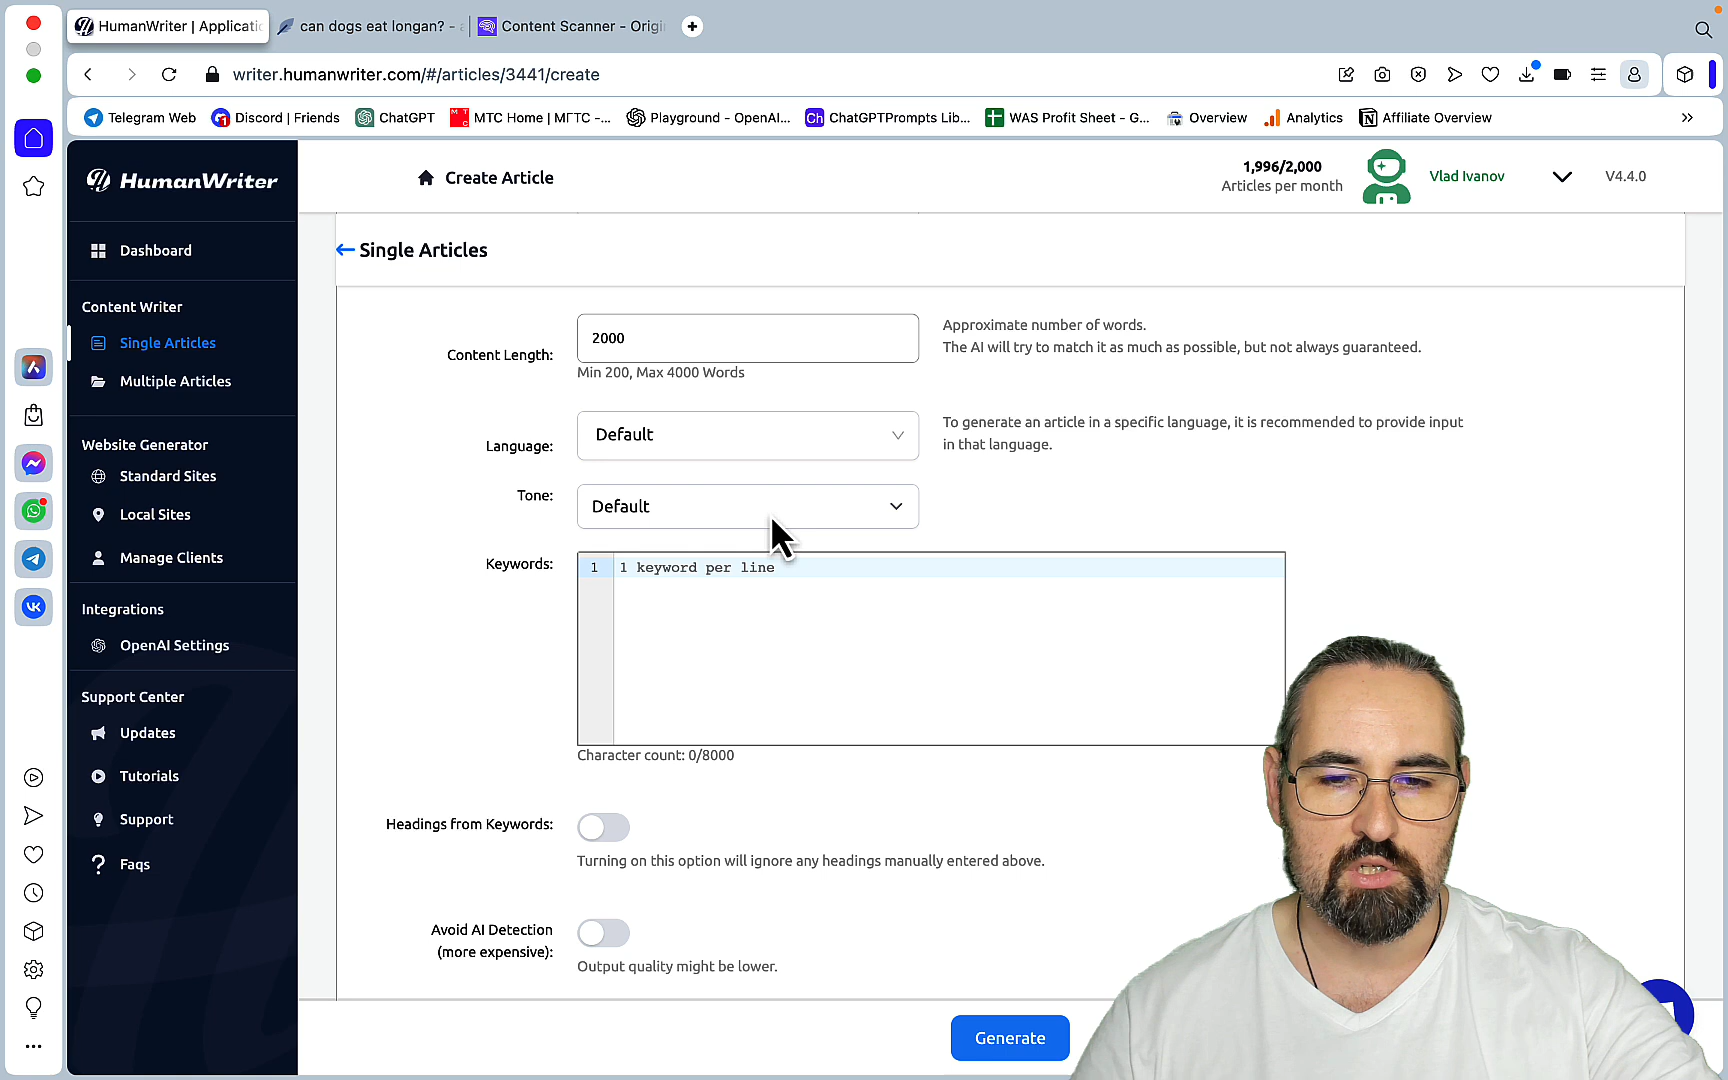 HumanWriter | Applicatio
can dogs eat longan? - a
Content Scanner - Origi
writer.humanwriter.com/#/articles/3441/create
Telegram Web
Discord | Friends
ChatGPT
MTC Home | МГТС -...
Playground - OpenAI...
Ch ChatGPTPrompts Lib...
WAS Profit Sheet - G...
Overview
Analytics
Affiliate Overview
HumanWriter
Create Article
1,996/2,000
Articles per month
Vlad Ivanov
V4.4.0
Dashboard
Content Writer
Single Articles
Multiple Articles
Website Generator
Standard Sites
Local Sites
Manage Clients
Integrations
OpenAI Settings
Support Center
Updates
Tutorials
Support
Faqs
Single Articles
Content Length:
2000
Min 200, Max 4000 Words
Approximate number of words.
The AI will try to match it as much as possible, but not always guaranteed.
Language:
Default
To generate an article in a specific language, it is recommended to provide input
in that language.
Tone:
Default
Keywords:
1
1 keyword per line
Character count: 0/8000
Headings from Keywords:
Turning on this option will ignore any headings manually entered above.
Avoid AI Detection
(more expensive):
Output quality might be lower.
Generate